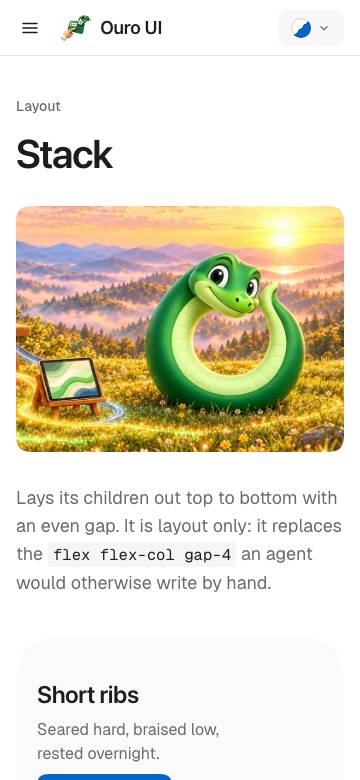 Ouro UI
Layout
Stack
Lays its children out top to bottom with
an even gap. It is layout only: it replaces
the flex flex-col gap-4 an agent
would otherwise write by hand.
Short ribs
Seared hard, braised low,
rested overnight.